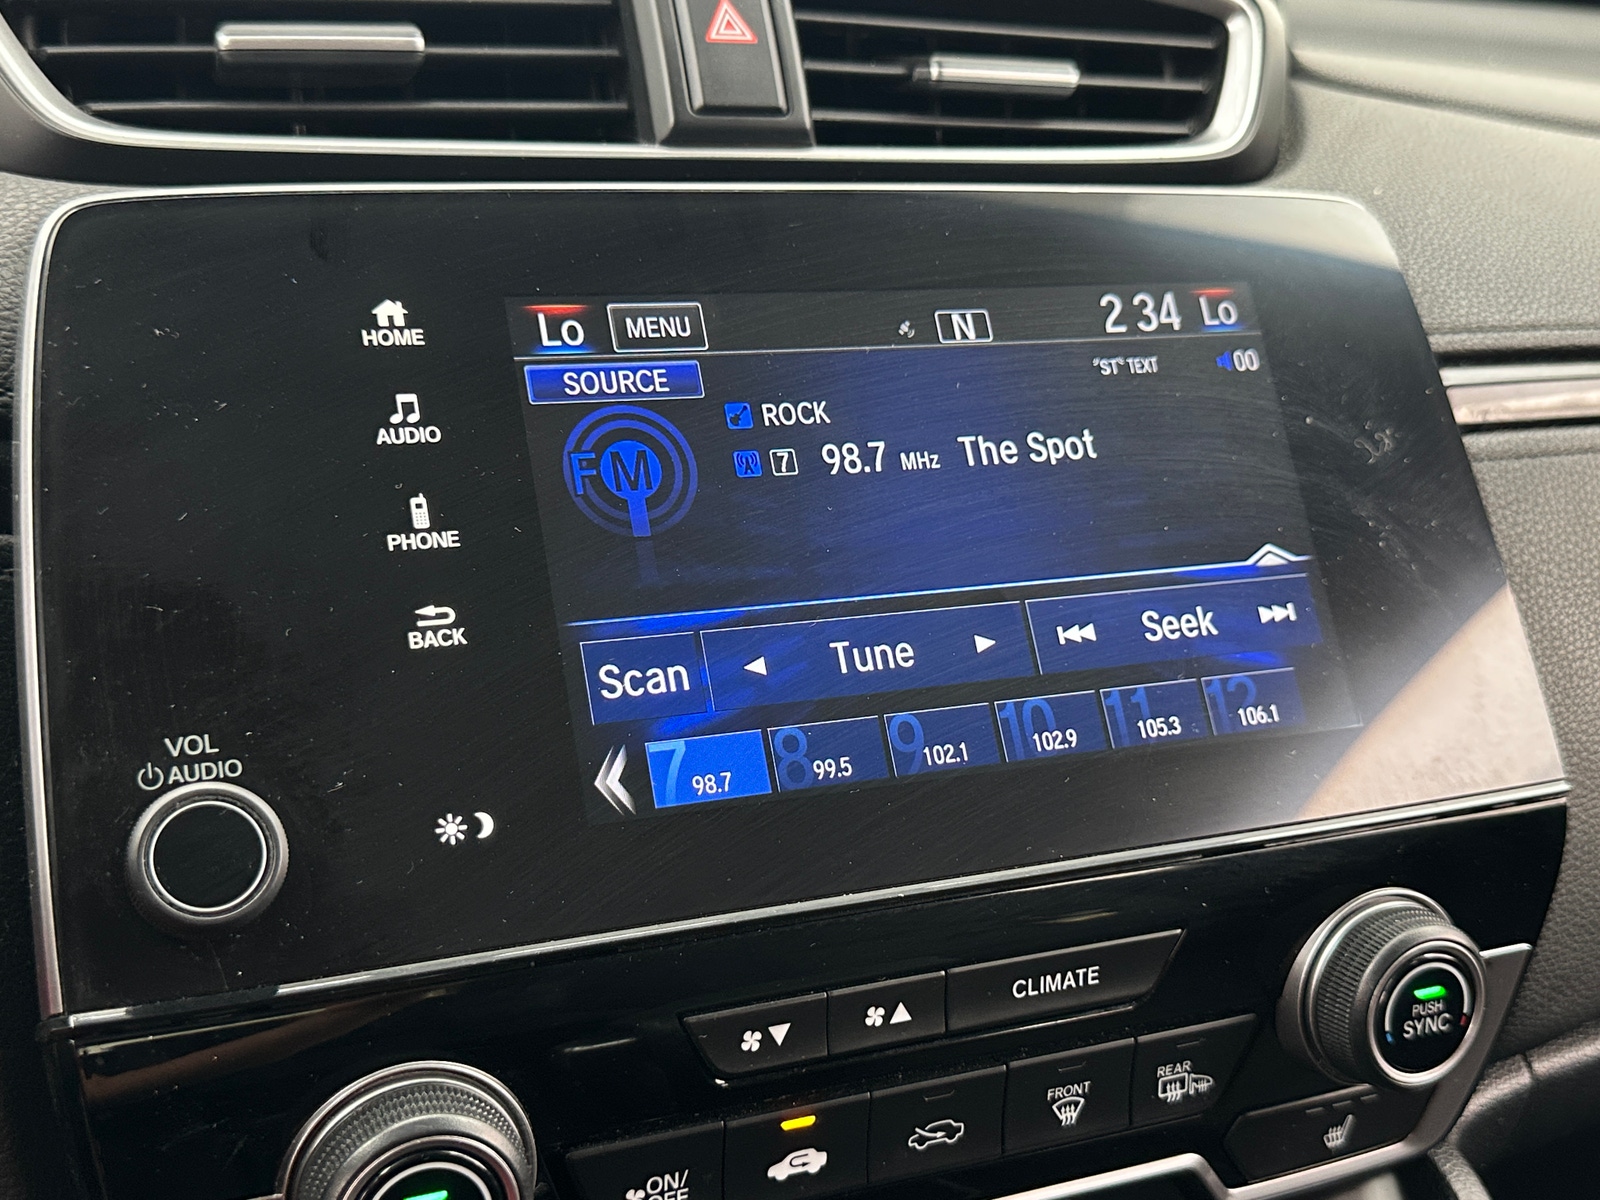 HOME
AUDIO
PHONE
BACK
VOL
AUDIO
Lo MENU N 2 34 Lo
SOURCE "ST" TEXT 00
FM
ROCK
7 98.7 MHz The Spot
Scan Tune Seek
7 98.7 8 99.5 9 102.1 10 102.9 11 105.3 12 106.1
CLIMATE
PUSH
SYNC
FRONT
REAR
ON/
OFF